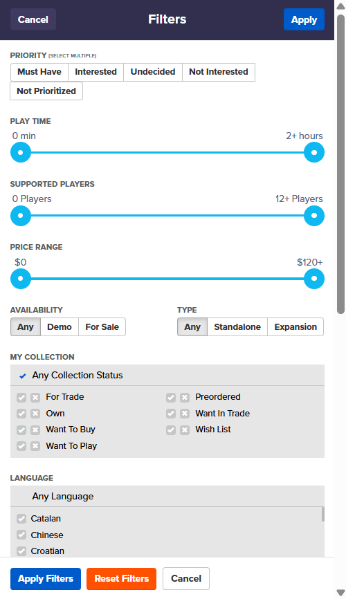 Cancel Filters Apply
PRIORITY (SELECT MULTIPLE)
Must Have Interested Undecided Not Interested
Not Prioritized
PLAY TIME
0 min 2+ hours
SUPPORTED PLAYERS
0 Players 12+ Players
PRICE RANGE
$0 $120+
AVAILABILITY TYPE
Any Demo For Sale Any Standalone Expansion
MY COLLECTION
Any Collection Status
For Trade Preordered
Own Want In Trade
Want To Buy Wish List
Want To Play
LANGUAGE
Any Language
Catalan
Chinese
Croatian
Apply Filters Reset Filters Cancel